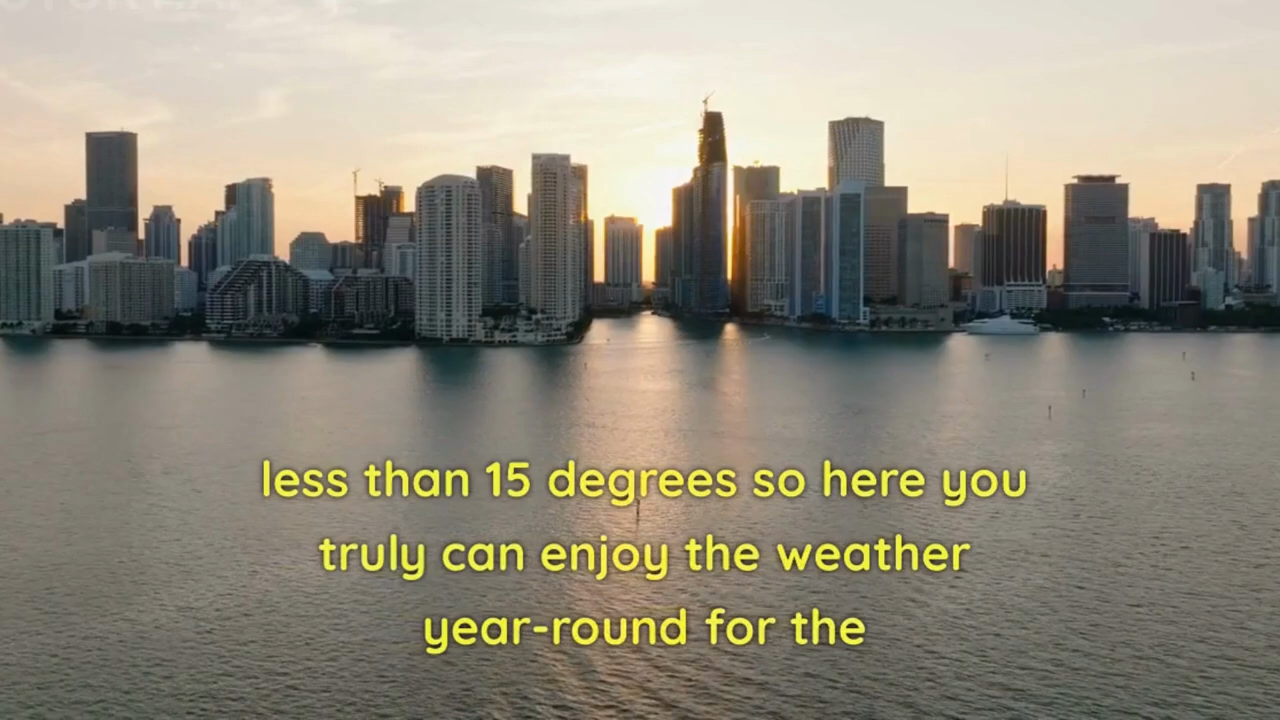 less than 15 degrees so here you
truly can enjoy the weather
year-round for the